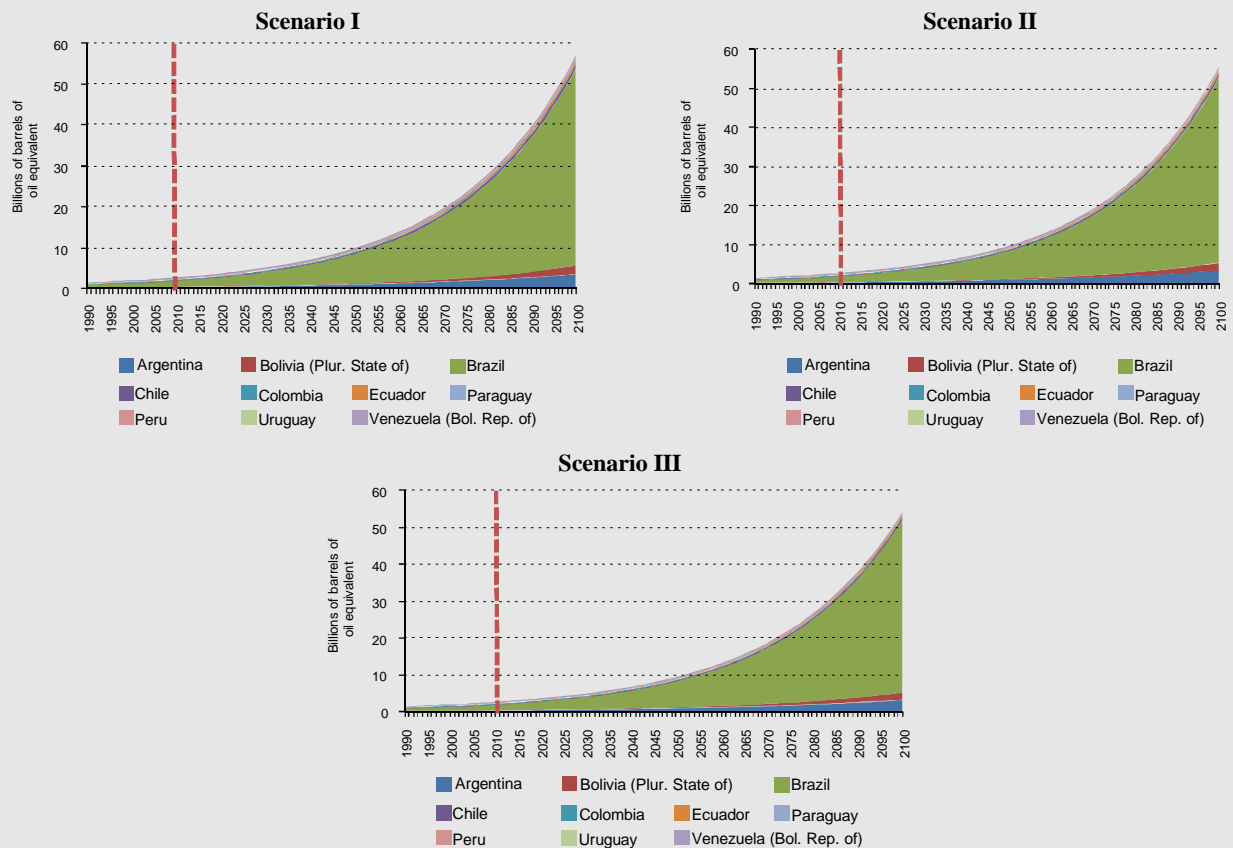 Scenario I
Billions of barrels of
oil equivalent
60
50
40
30
20
10
0
1990
1995
2000
2005
2010
2015
2020
2025
2030
2035
2040
2045
2050
2055
2060
2065
2070
2075
2080
2085
2090
2095
2100
Argentina
Bolivia (Plur. State of)
Brazil
Chile
Colombia
Ecuador
Paraguay
Peru
Uruguay
Venezuela (Bol. Rep. of)
Scenario II
Billions of barrels of
oil equivalent
60
50
40
30
20
10
0
1990
1995
2000
2005
2010
2015
2020
2025
2030
2035
2040
2045
2050
2055
2060
2065
2070
2075
2080
2085
2090
2095
2100
Argentina
Bolivia (Plur. State of)
Brazil
Chile
Colombia
Ecuador
Paraguay
Peru
Uruguay
Venezuela (Bol. Rep. of)
Scenario III
Billions of barrels of
oil equivalent
60
50
40
30
20
10
0
1990
1995
2000
2005
2010
2015
2020
2025
2030
2035
2040
2045
2050
2055
2060
2065
2070
2075
2080
2085
2090
2095
2100
Argentina
Bolivia (Plur. State of)
Brazil
Chile
Colombia
Ecuador
Paraguay
Peru
Uruguay
Venezuela (Bol. Rep. of)